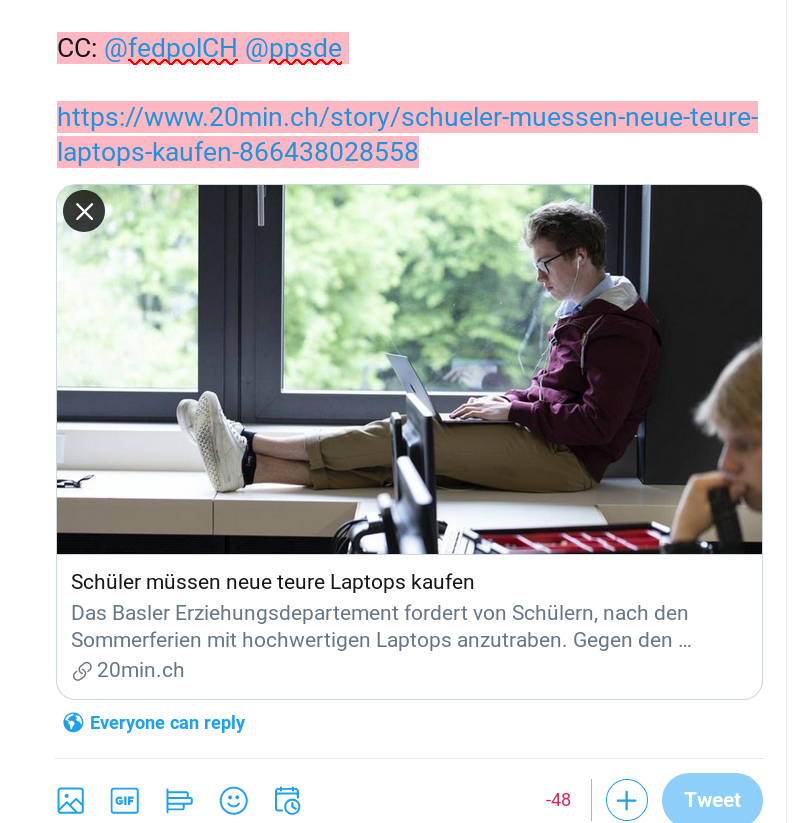 CC: @fedpolCH @ppsde
https://www.20min.ch/story/schueler-muessen-neue-teure-
laptops-kaufen-866438028558
Schüler müssen neue teure Laptops kaufen
Das Basler Erziehungsdepartement fordert von Schülern, nach den
Sommerferien mit hochwertigen Laptops anzutraben. Gegen den …
20min.ch
Everyone can reply
GIF
-48
Tweet